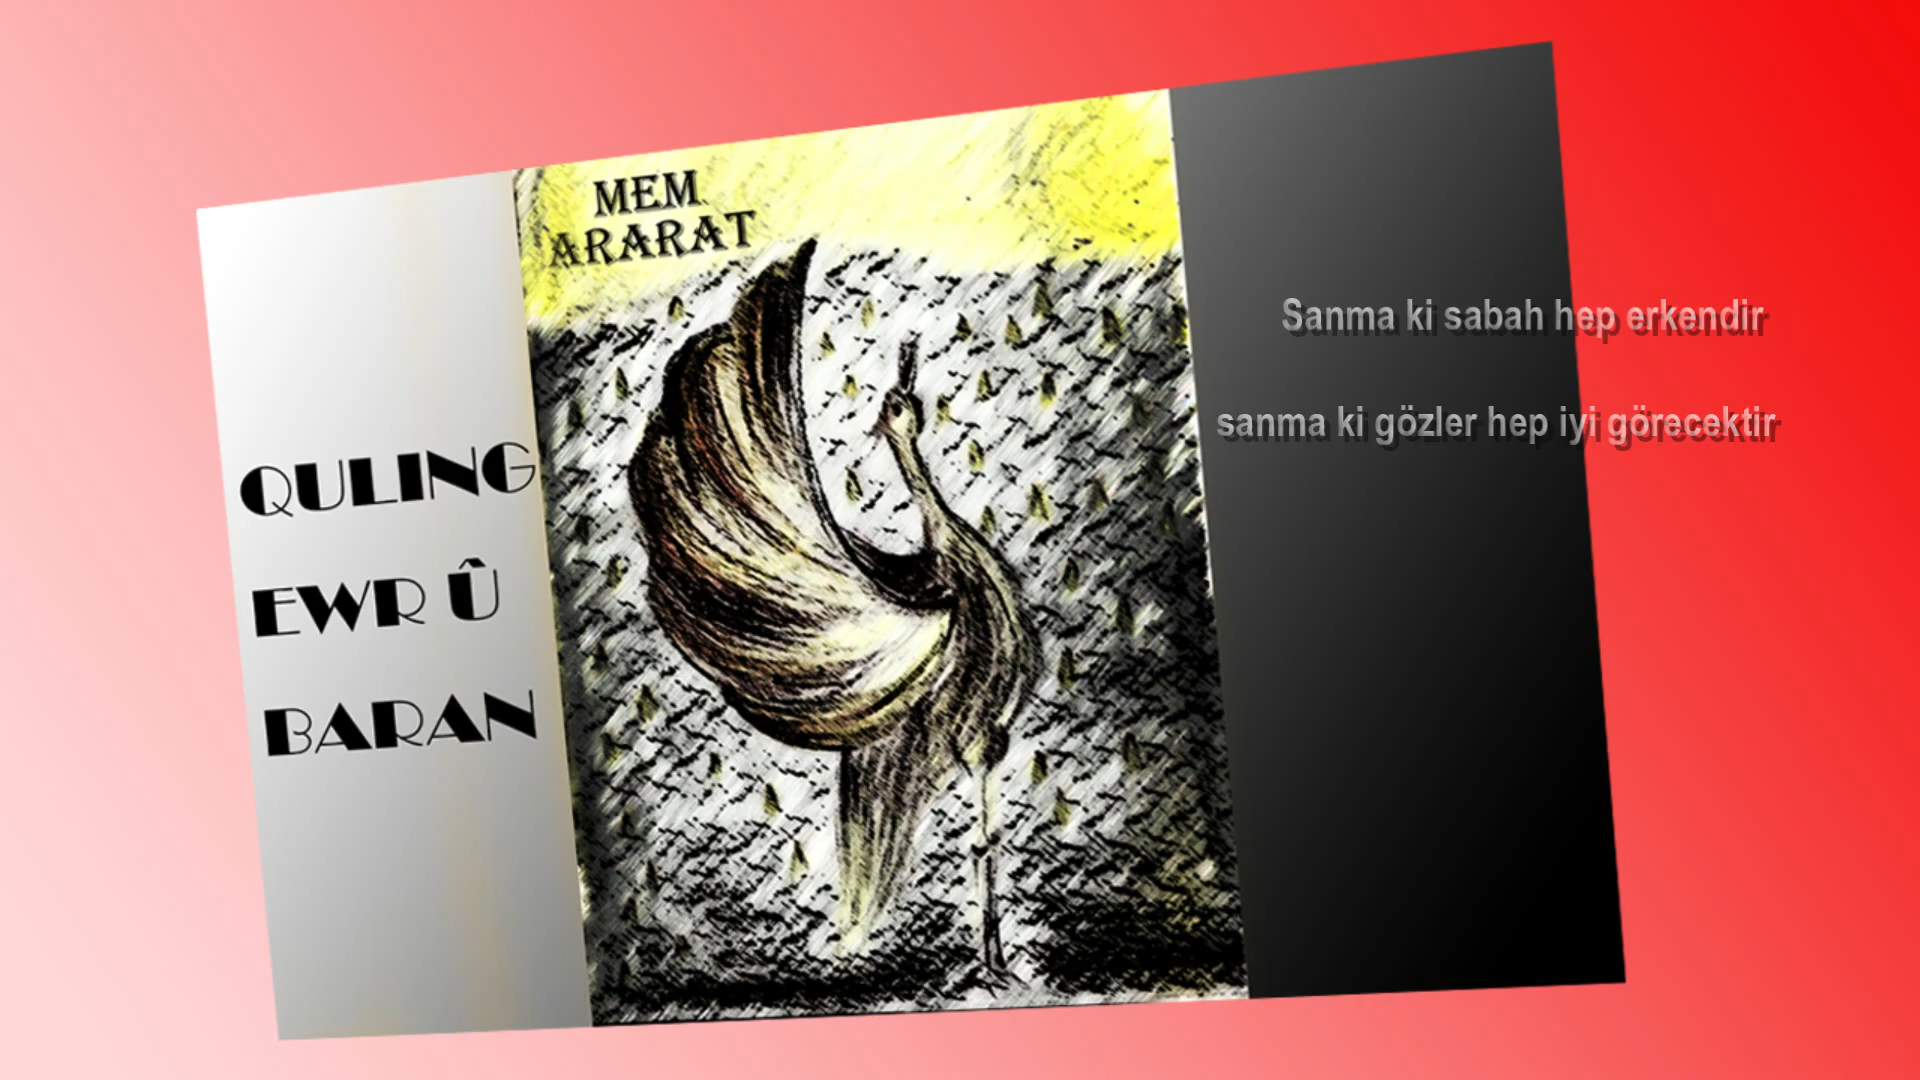 MEM
ARARAT
QULING
EWR Û
BARAN
Sanma ki sabah hep erkendir
sanma ki gözler hep iyi görecektir